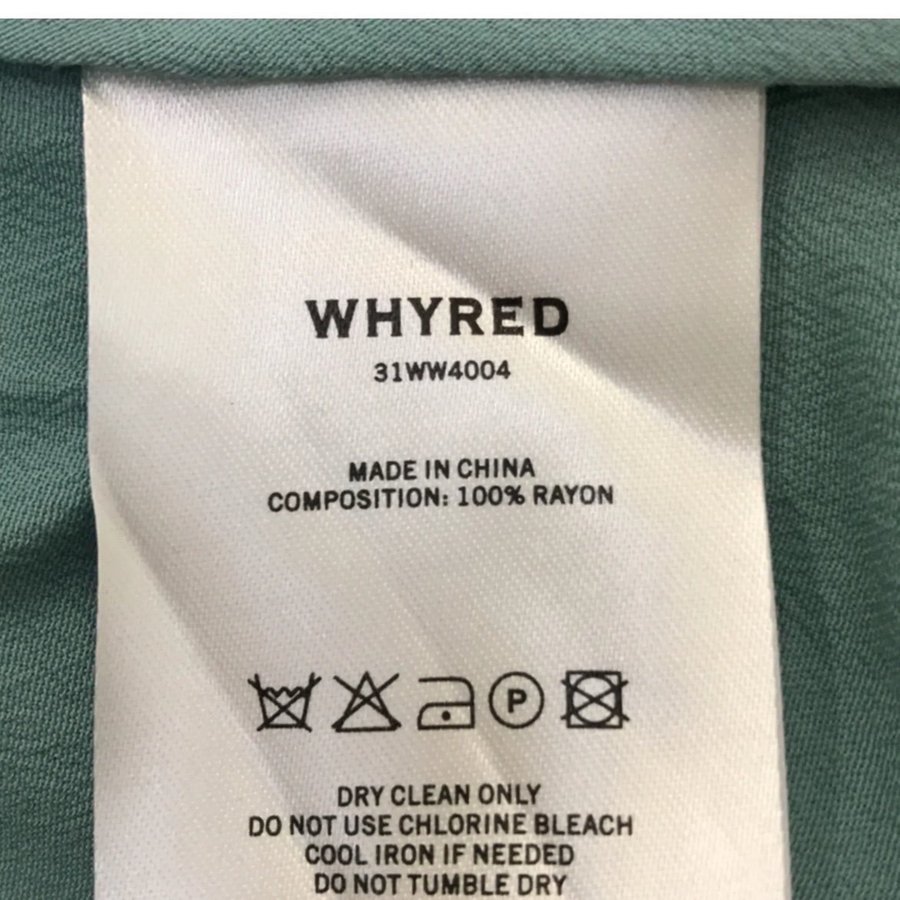 WHYRED
31WW4004
MADE IN CHINA
COMPOSITION: 100% RAYON
P
DRY CLEAN ONLY
DO NOT USE CHLORINE BLEACH
COOL IRON IF NEEDED
DO NOT TUMBLE DRY